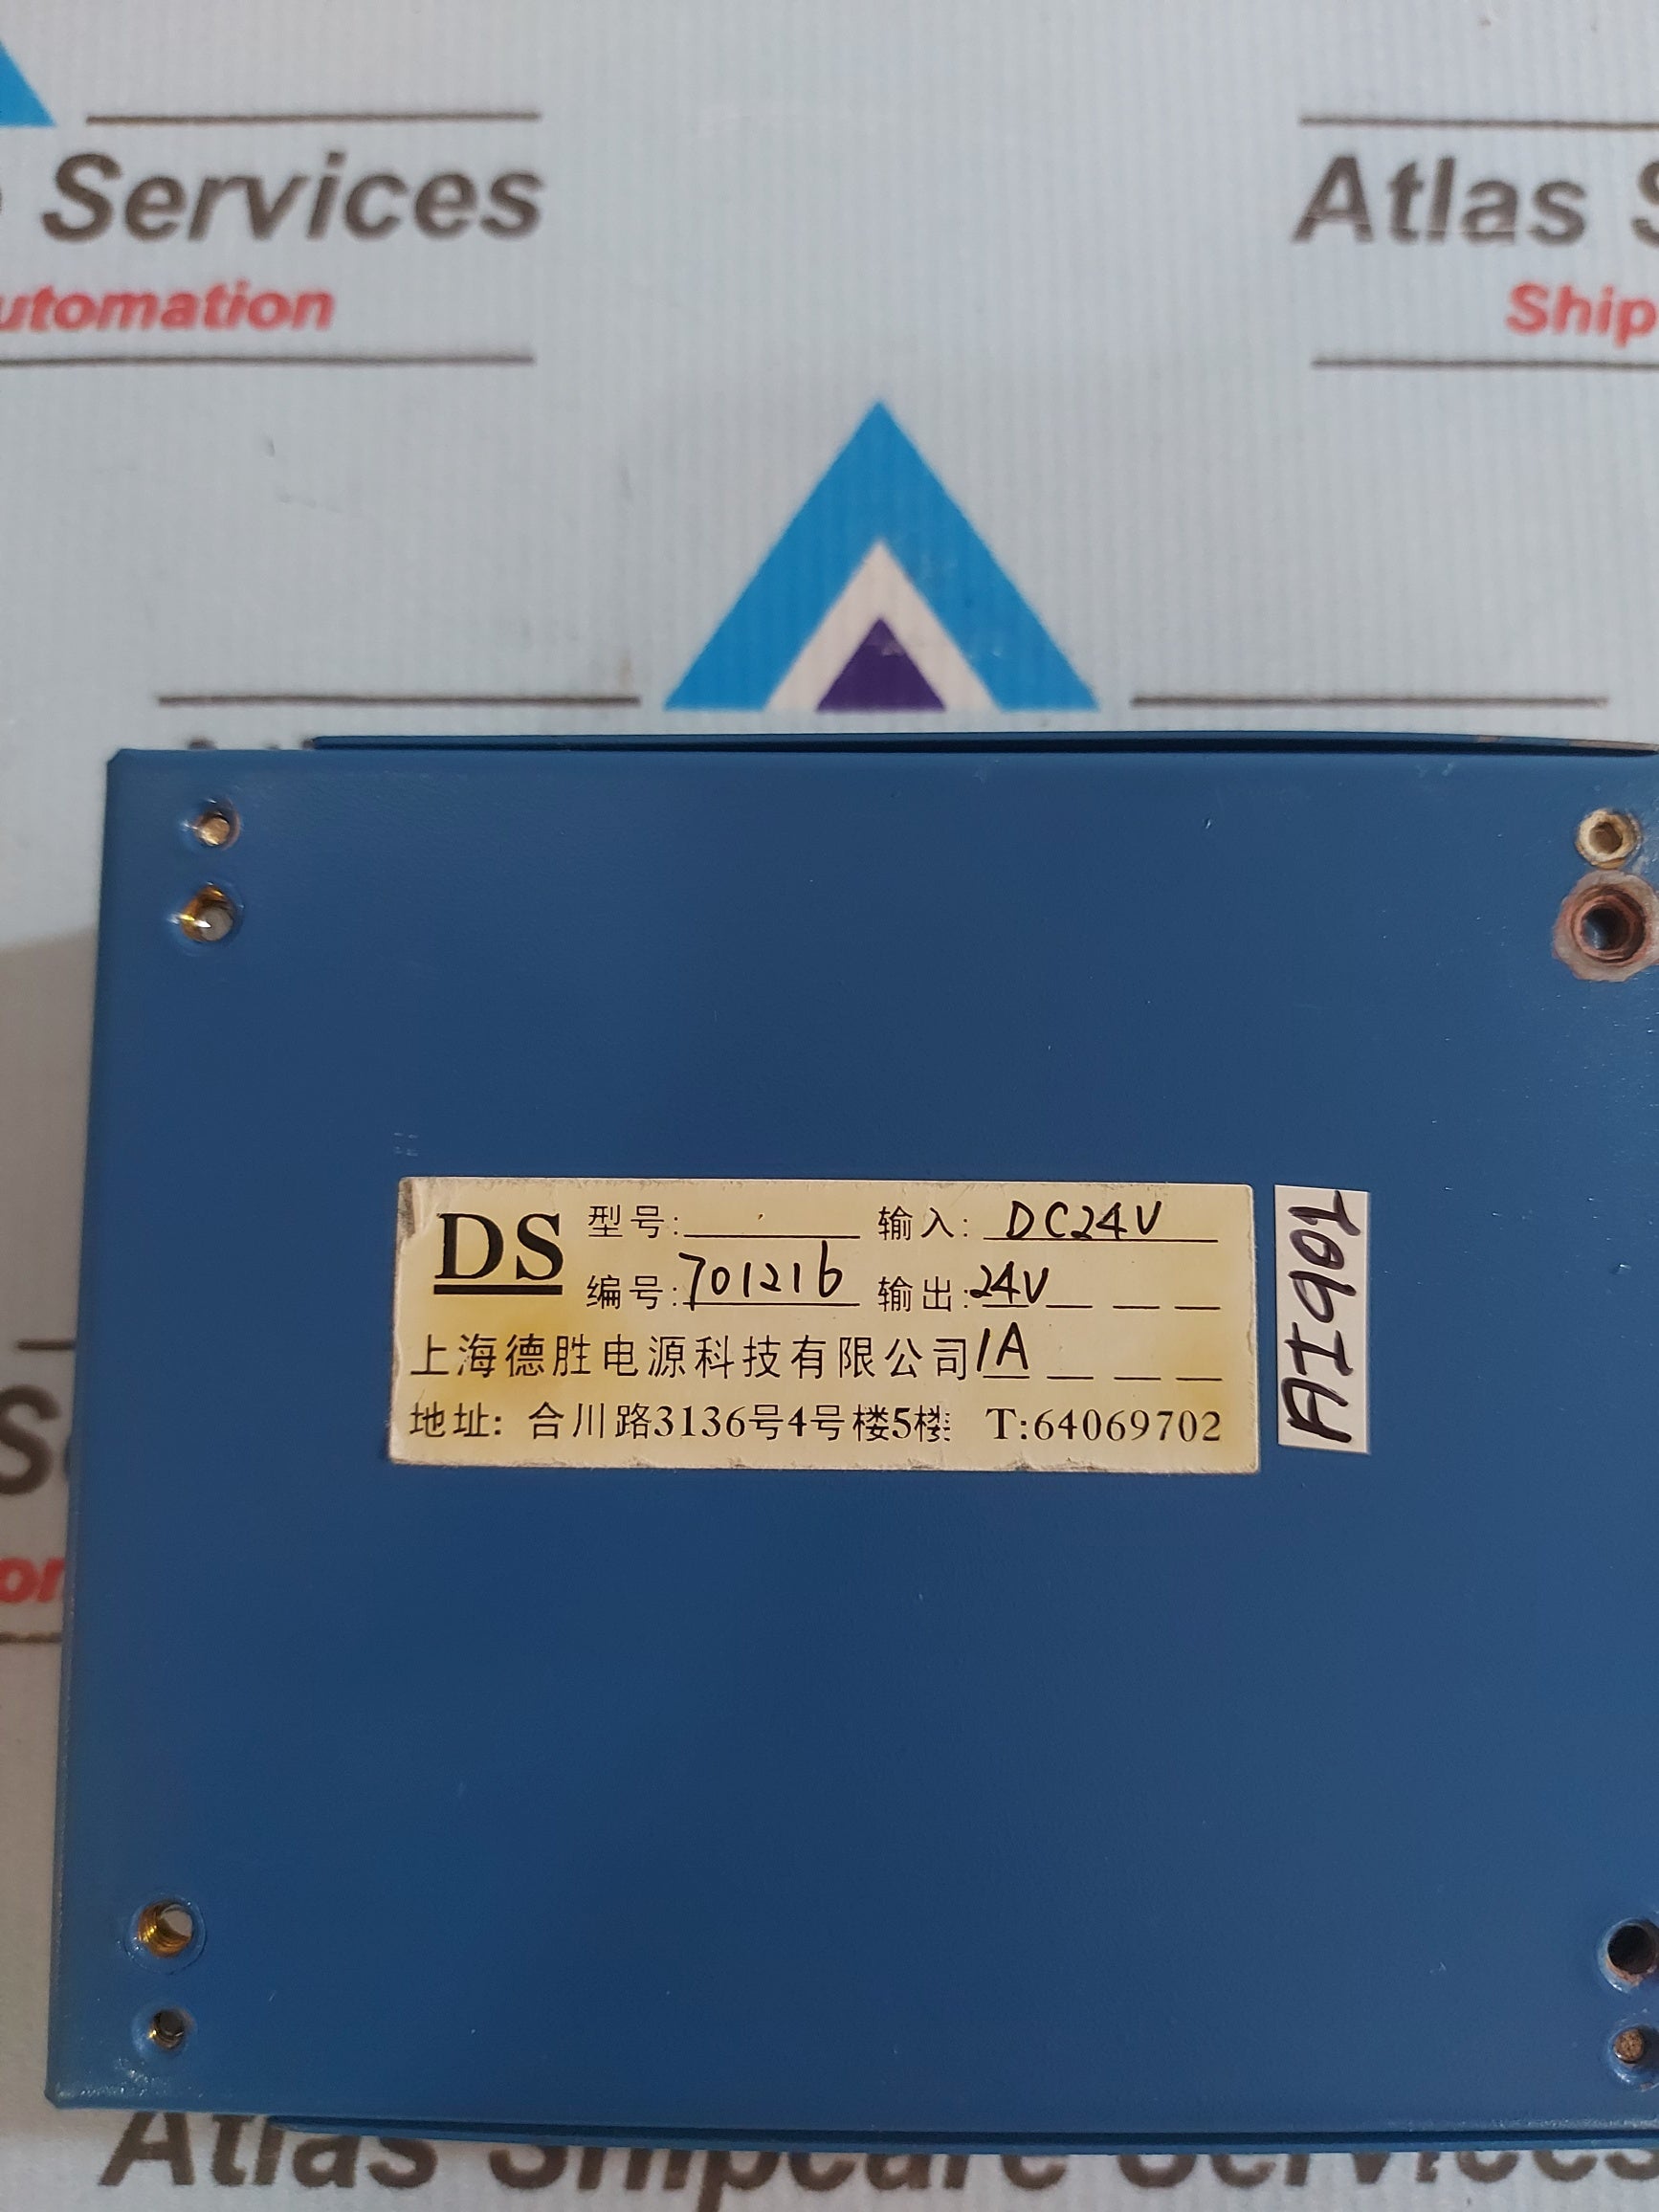 Services
Atlas S
utomation
Ship
DS 型号: 输入: DC24V
编号: 701216 输出: 24V
上海德胜电源科技有限公司 1A
地址: 合川路3136号4号楼5楼 T:64069702
AI901
Atlas Shipcare Services